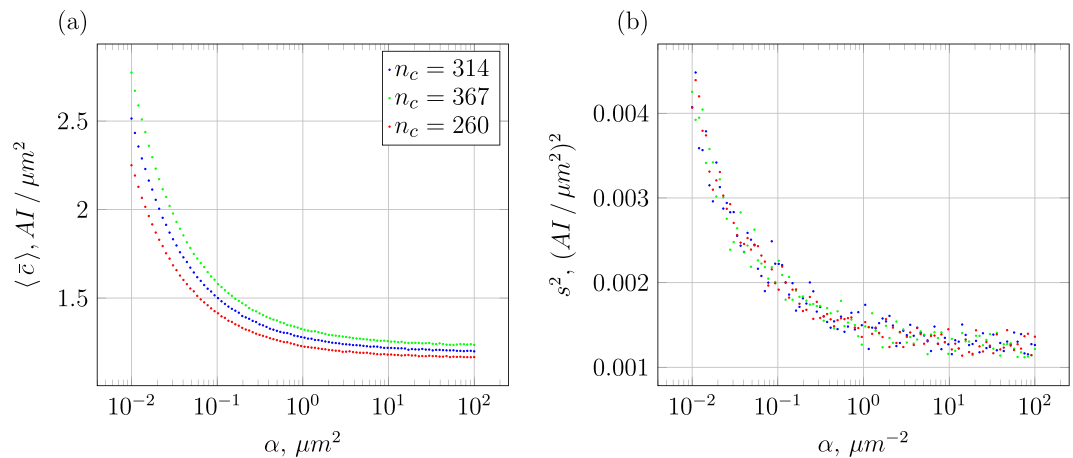 (a)
n_c = 314
n_c = 367
n_c = 260
2.5
2
1.5
⟨ c̄ ⟩, AI / μm²
10⁻² 10⁻¹ 10⁰ 10¹ 10²
α, μm²
(b)
0.004
0.003
0.002
0.001
s², (AI / μm²)²
10⁻² 10⁻¹ 10⁰ 10¹ 10²
α, μm⁻²